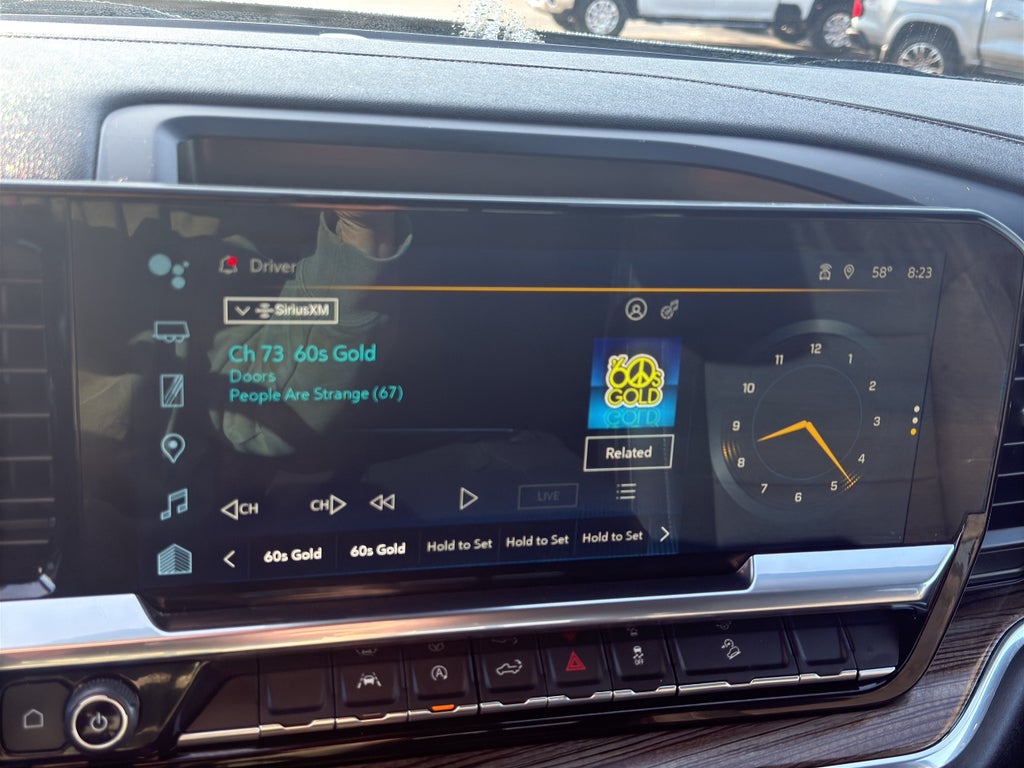 Driver
58° 8:23
SiriusXM
Ch 73 60s Gold
Doors
People Are Strange (67)
60s
GOLD
Related
12
11 1
10 2
9 3
8 4
7 5
6
CH
CH
LIVE
60s Gold
60s Gold
Hold to Set
Hold to Set
Hold to Set
A
OFF